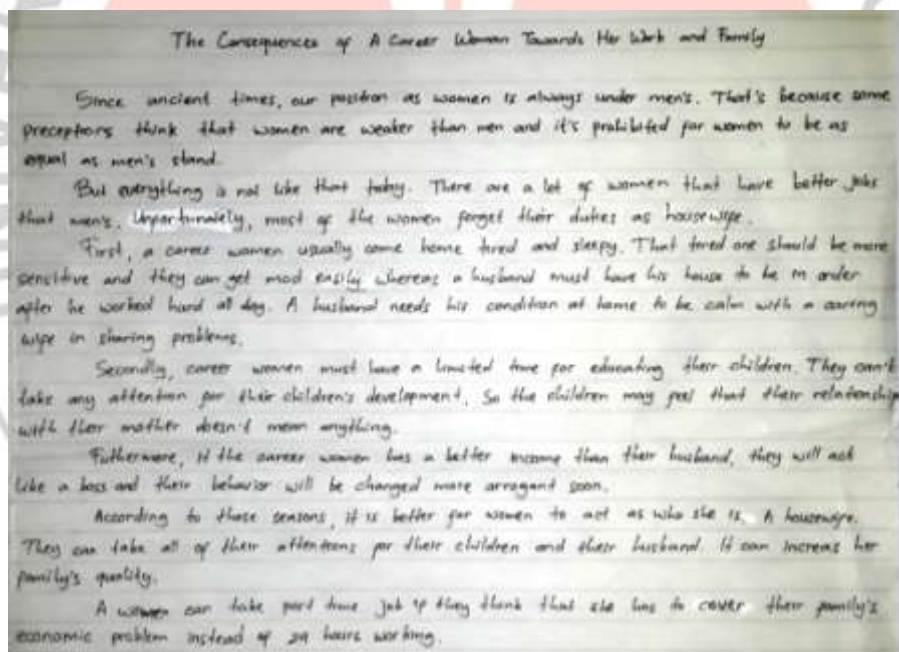 The Consequences of A Career Woman Towards Her Work and Family
Since ancient times, our position as women is always under men's. That's because some
preceptions think that women are weaker than men and it's prohibited for women to be as
equal as men's stand.
But everything is not like that today. There are a lot of women that have better jobs
that men's. Unfortunately, most of the women forget their duties as housewife.
First, a career women usually come home tired and sleepy. That tired one should be more
sensitive and they can get mad easily whereas a husband must have his house to be in order
after he worked hard all day. A husband needs his condition at home to be calm with a caring
wife in sharing problems.
Secondly, career women must have a limited time for educating their children. They can't
take any attention for their children's development. So the children may feel that their relationship
with their mother doesn't mean anything.
Futhermore, If the career women has a better income than their husband, they will act
like a boss and their behavior will be changed more arrogant soon.
According to those seasons, it is better for women to act as who she is. A housewife.
They can take all of their attentions for their children and their husband. It can increas her
family's quality.
A women can take part time job if they think that she has to cover their family's
economic problem instead of 24 hours working.